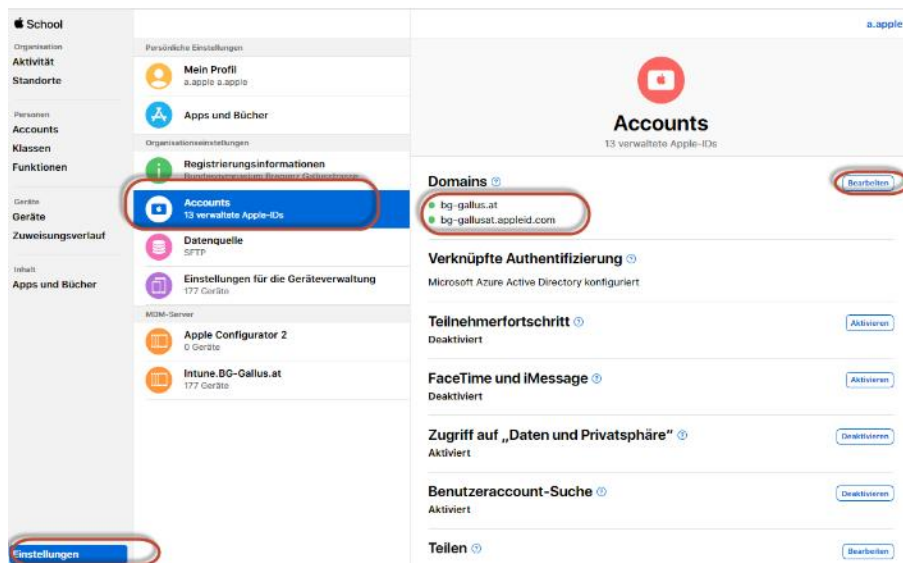 School
a.apple
Organisation
Aktivität
Standorte
Personen
Accounts
Klassen
Funktionen
Geräte
Geräte
Zuweisungsverlauf
Inhalt
Apps und Bücher
Einstellungen
Persönliche Einstellungen
Mein Profil
a.apple a.apple
Apps und Bücher
Organisationseinstellungen
Registrierungsinformationen
Bundesgymnasium Bregenz Gallusstrasse
Accounts
13 verwaltete Apple-IDs
Datenquelle
SFTP
Einstellungen für die Geräteverwaltung
177 Geräte
MDM-Server
Apple Configurator 2
0 Geräte
Intune.BG-Gallus.at
177 Geräte
Accounts
13 verwaltete Apple-IDs
Domains
Bearbeiten
bg-gallus.at
bg-gallusat.appleid.com
Verknüpfte Authentifizierung
Microsoft Azure Active Directory konfiguriert
Teilnehmerfortschritt
Aktivieren
Deaktiviert
FaceTime und iMessage
Aktivieren
Deaktiviert
Zugriff auf „Daten und Privatsphäre“
Deaktivieren
Aktiviert
Benutzeraccount-Suche
Deaktivieren
Aktiviert
Teilen
Bearbeiten